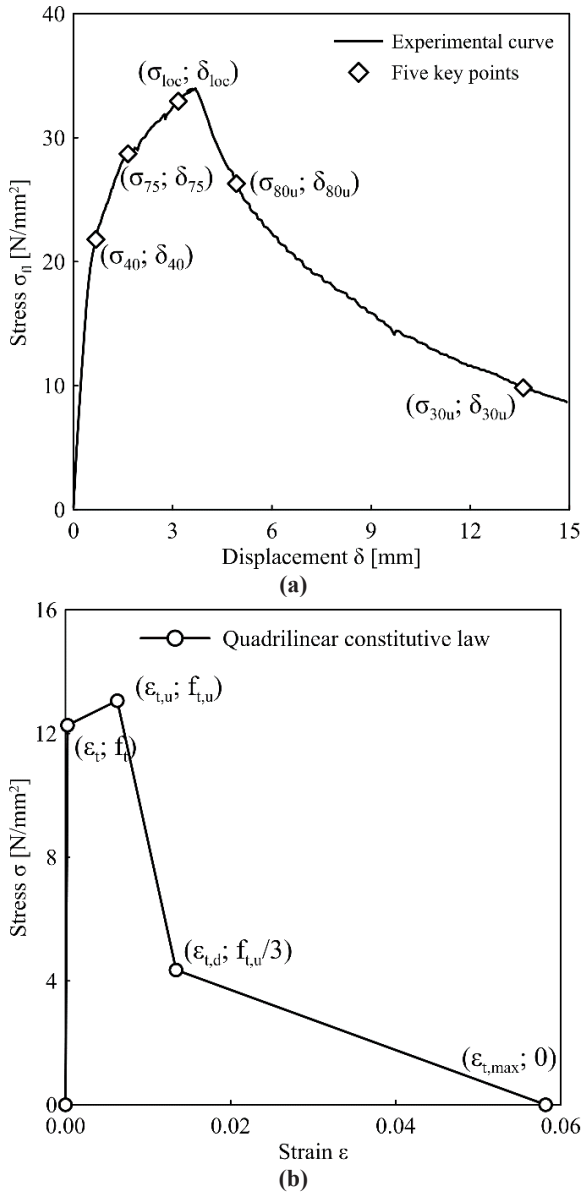 40
30
20
10
0
Stress σfl [N/mm²]
Experimental curve
Five key points
(σloc; δloc)
(σ75; δ75)
(σ80u; δ80u)
(σ40; δ40)
(σ30u; δ30u)
0 3 6 9 12 15
Displacement δ [mm]
(a)
16
12
8
4
0
Stress σ [N/mm²]
Quadrilinear constitutive law
(εt,u; ft,u)
(εt; ft)
(εt,d; ft,u/3)
(εt,max; 0)
0.00 0.02 0.04 0.06
Strain ε
(b)